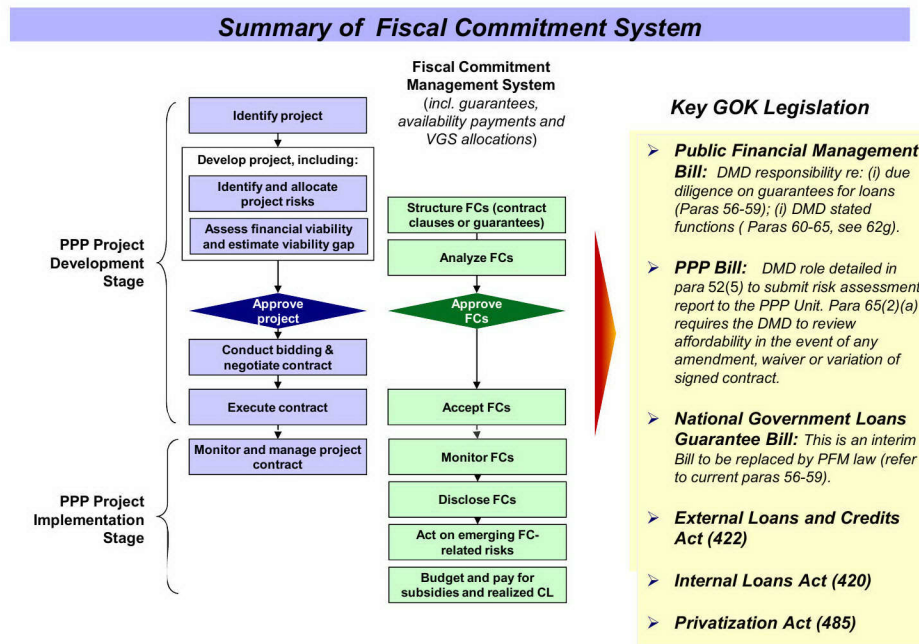 Summary of Fiscal Commitment System
Fiscal Commitment
Management System
(incl. guarantees,
availability payments and
VGS allocations)
PPP Project
Development
Stage
Identify project
Develop project, including:
Identify and allocate
project risks
Assess financial viability
and estimate viability gap
Approve
project
Conduct bidding &
negotiate contract
Execute contract
Structure FCs (contract
clauses or guarantees)
Analyze FCs
Approve
FCs
Accept FCs
PPP Project
Implementation
Stage
Monitor and manage project
contract
Monitor FCs
Disclose FCs
Act on emerging FC-
related risks
Budget and pay for
subsidies and realized CL
Key GOK Legislation
Public Financial Management
Bill: DMD responsibility re: (i) due
diligence on guarantees for loans
(Paras 56-59); (i) DMD stated
functions ( Paras 60-65, see 62g).
PPP Bill: DMD role detailed in
para 52(5) to submit risk assessment
report to the PPP Unit. Para 65(2)(a)
requires the DMD to review
affordability in the event of any
amendment, waiver or variation of
signed contract.
National Government Loans
Guarantee Bill: This is an interim
Bill to be replaced by PFM law (refer
to current paras 56-59).
External Loans and Credits
Act (422)
Internal Loans Act (420)
Privatization Act (485)